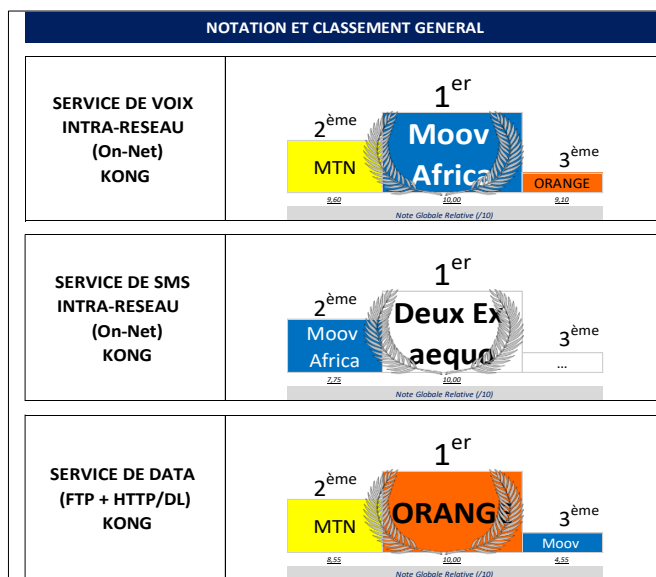 NOTATION ET CLASSEMENT GENERAL
SERVICE DE VOIX
INTRA-RESEAU
(On-Net)
KONG
1er
2ème
3ème
Moov
Africa
MTN
ORANGE
9,60
10,00
9,10
Note Globale Relative (/10)
SERVICE DE SMS
INTRA-RESEAU
(On-Net)
KONG
1er
2ème
3ème
Deux Ex
aequo
Moov
Africa
...
7,75
10,00
Note Globale Relative (/10)
SERVICE DE DATA
(FTP + HTTP/DL)
KONG
1er
2ème
3ème
ORANGE
MTN
Moov
8,55
10,00
4,55
Note Globale Relative (/10)